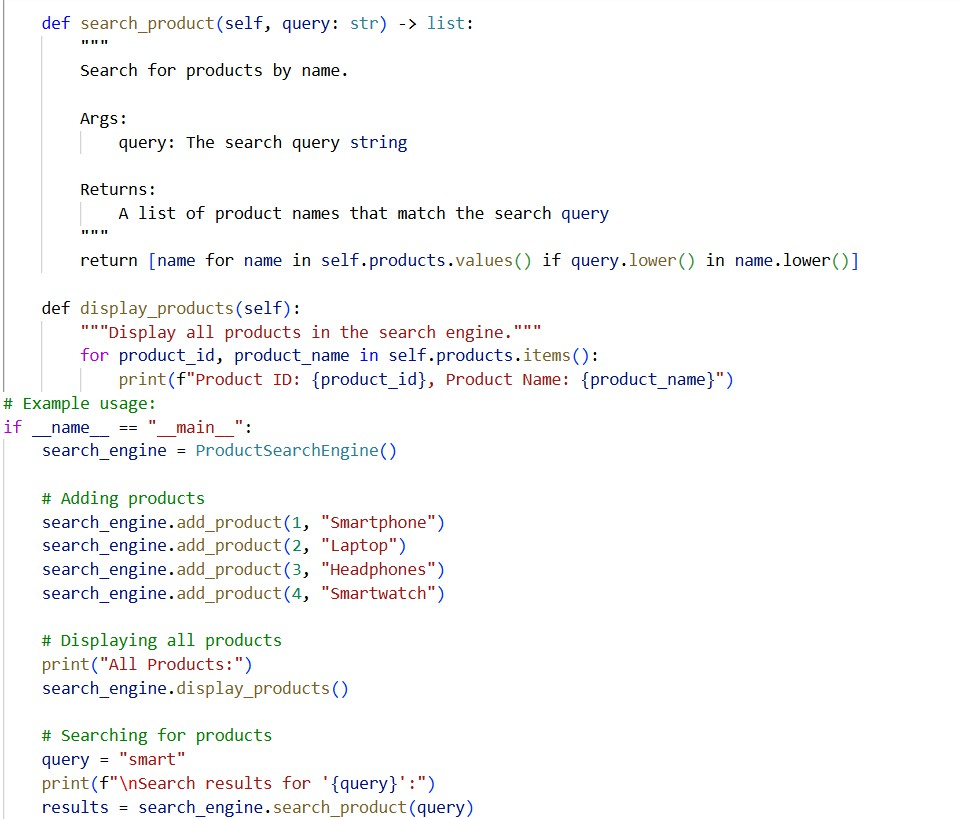 def search_product(self, query: str) -> list:
"""
Search for products by name.
Args:
query: The search query string
Returns:
A list of product names that match the search query
"""
return [name for name in self.products.values() if query.lower() in name.lower()]
def display_products(self):
"""Display all products in the search engine."""
for product_id, product_name in self.products.items():
print(f"Product ID: {product_id}, Product Name: {product_name}")
# Example usage:
if __name__ == "__main__":
search_engine = ProductSearchEngine()
# Adding products
search_engine.add_product(1, "Smartphone")
search_engine.add_product(2, "Laptop")
search_engine.add_product(3, "Headphones")
search_engine.add_product(4, "Smartwatch")
# Displaying all products
print("All Products:")
search_engine.display_products()
# Searching for products
query = "smart"
print(f"\nSearch results for '{query}':")
results = search_engine.search_product(query)